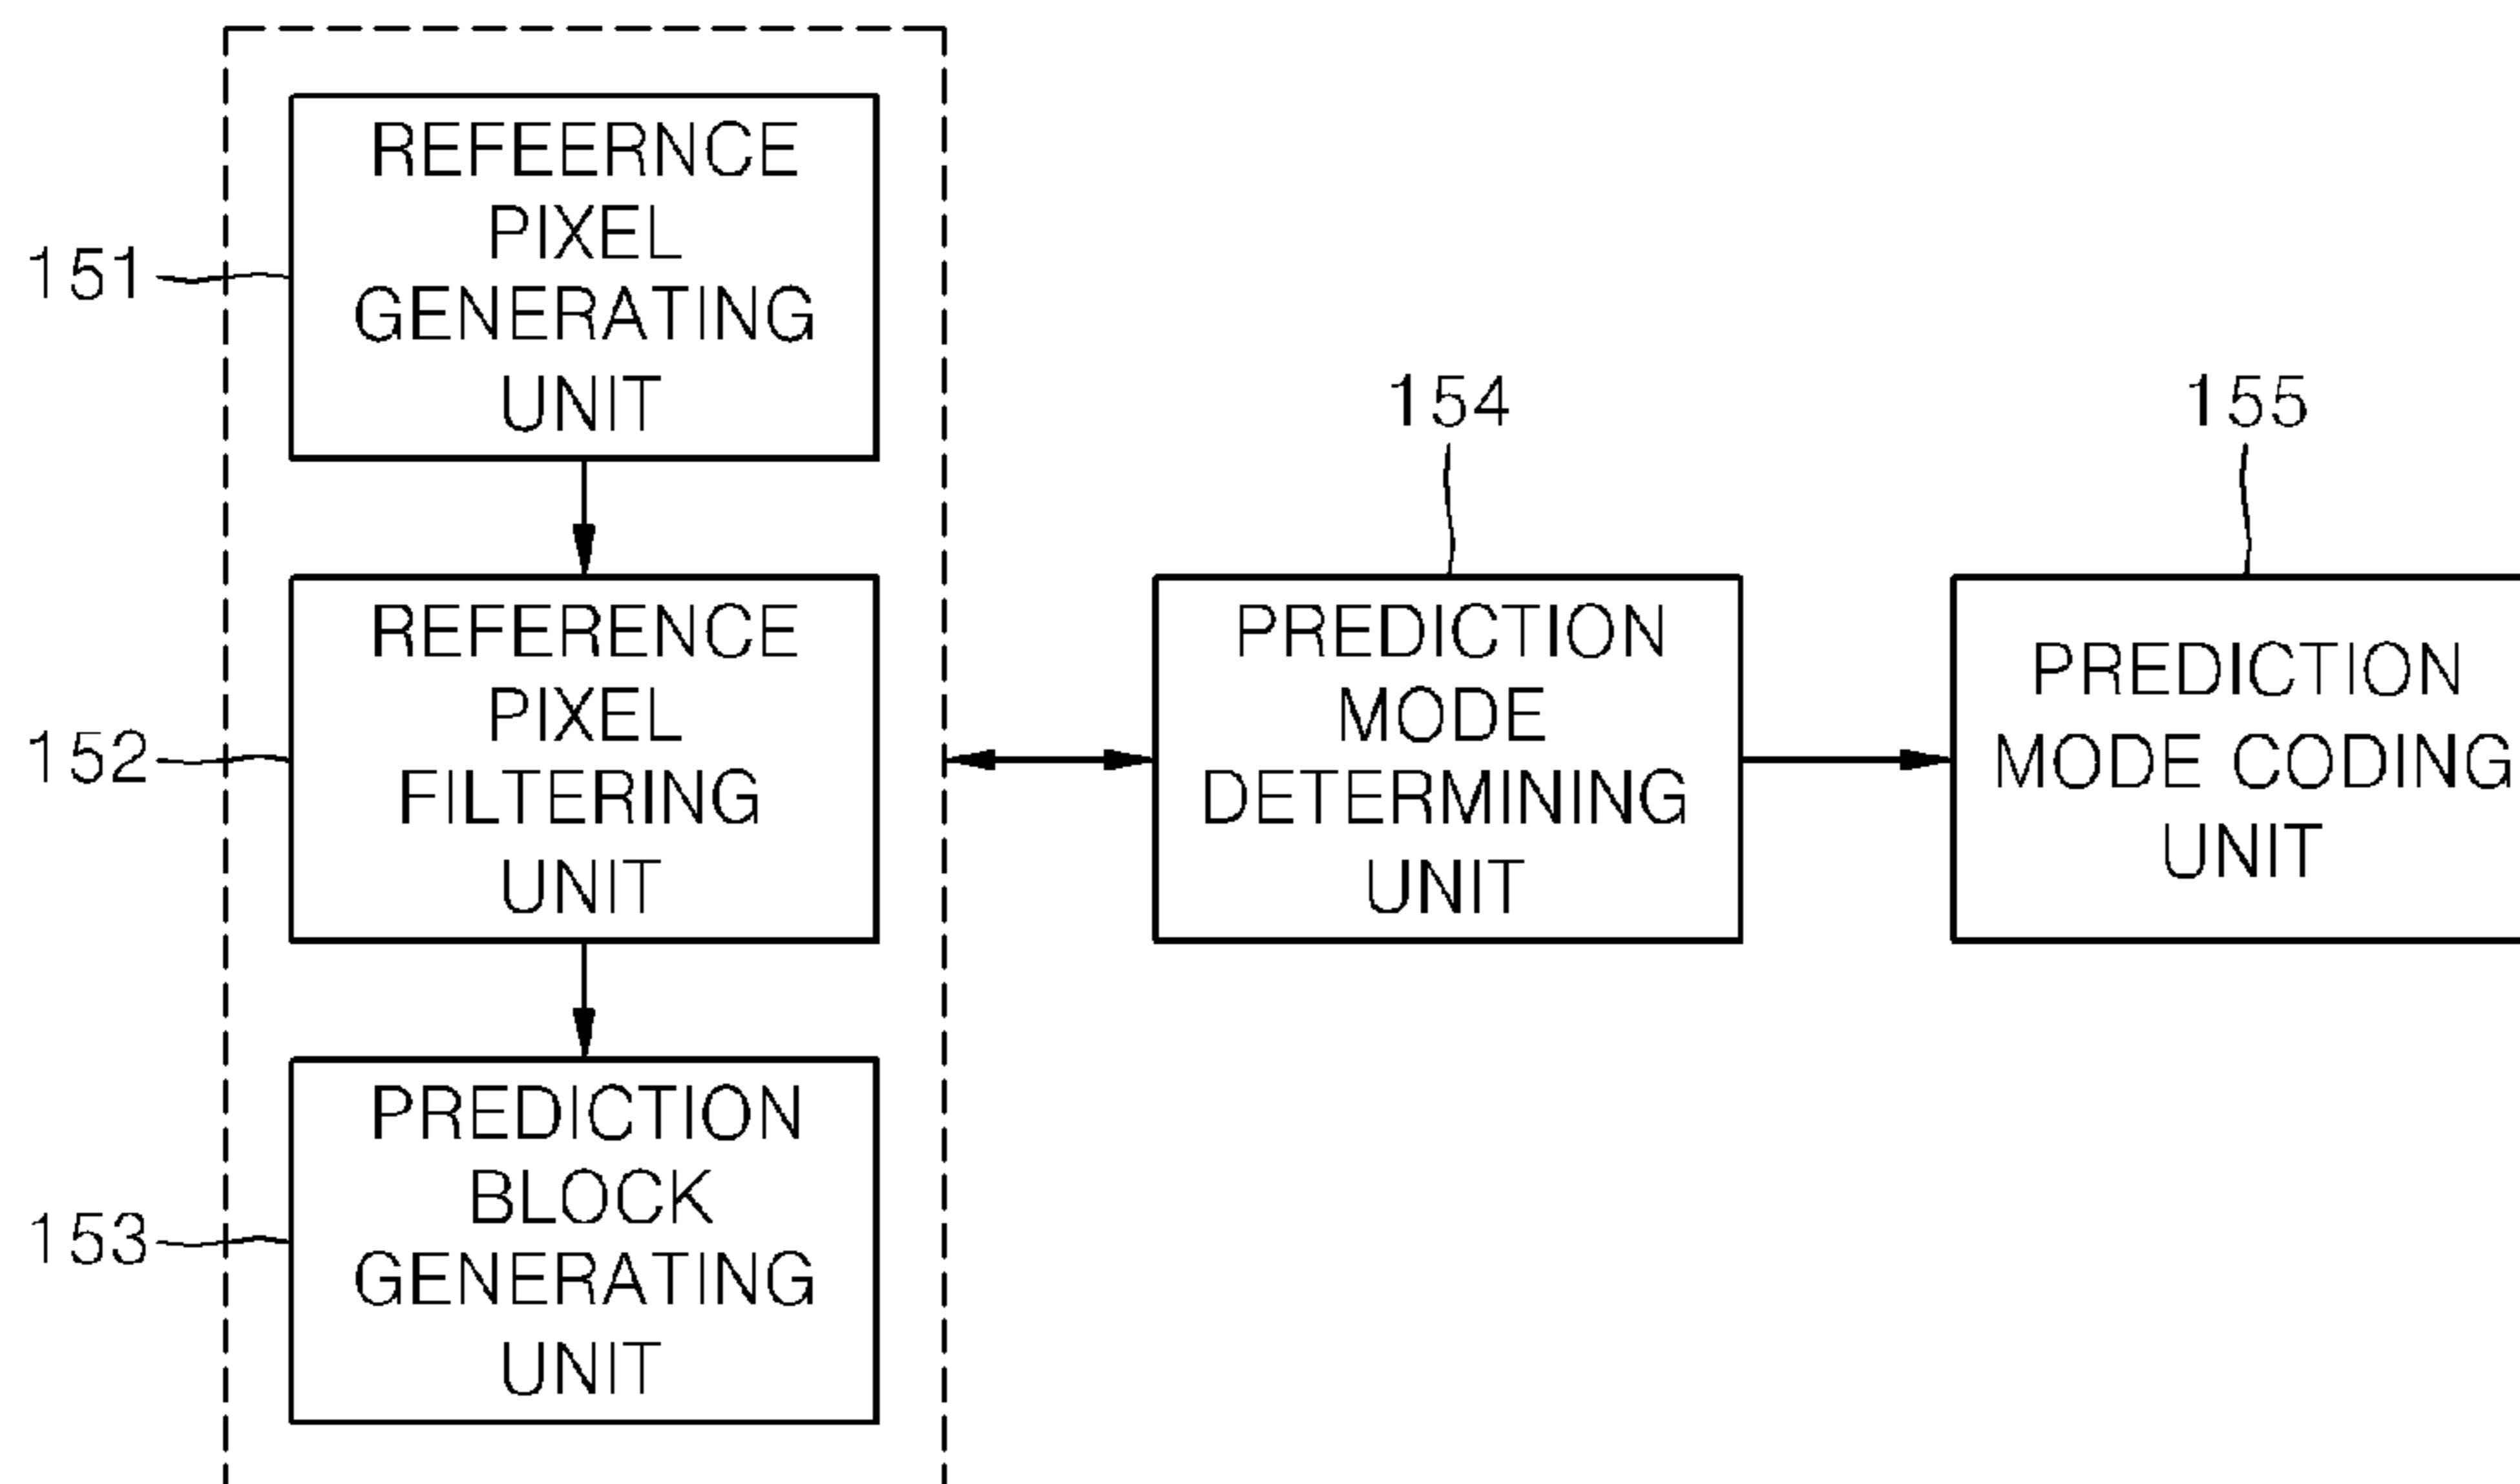 REFEERNCE
PIXEL
GENERATING
UNIT
151
REFERENCE
PIXEL
FILTERING
UNIT
152
PREDICTION
BLOCK
GENERATING
UNIT
153
154
PREDICTION
MODE
DETERMINING
UNIT
155
PREDICTION
MODE CODING
UNIT